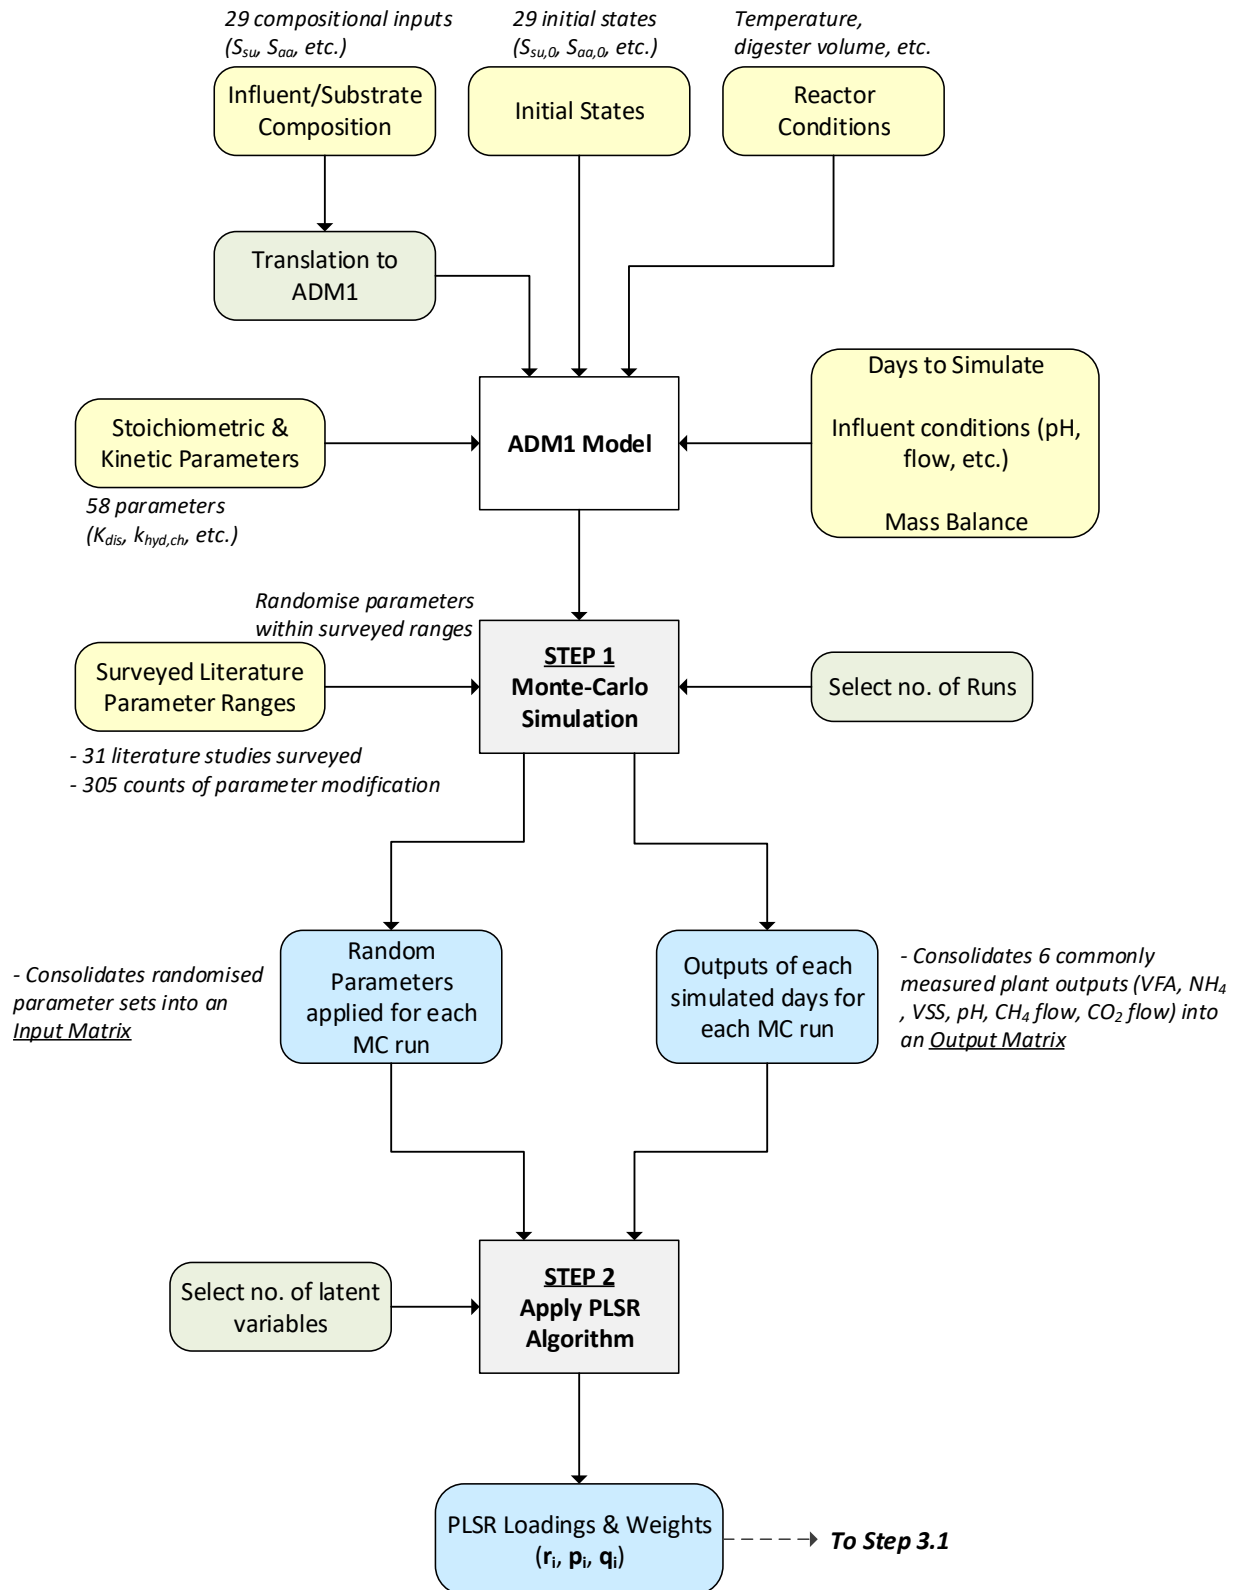 29 compositional inputs
(Ssu, Saa, etc.)
29 initial states
(Ssu,0, Saa,0, etc.)
Temperature,
digester volume, etc.
Influent/Substrate
Composition
Initial States
Reactor
Conditions
Translation to
ADM1
Stoichiometric &
Kinetic Parameters
58 parameters
(Kdis, khyd,ch, etc.)
ADM1 Model
Days to Simulate
Influent conditions (pH,
flow, etc.)
Mass Balance
Randomise parameters
within surveyed ranges
Surveyed Literature
Parameter Ranges
- 31 literature studies surveyed
- 305 counts of parameter modification
STEP 1
Monte-Carlo
Simulation
Select no. of Runs
- Consolidates randomised
parameter sets into an
Input Matrix
Random
Parameters
applied for each
MC run
Outputs of each
simulated days for
each MC run
- Consolidates 6 commonly
measured plant outputs (VFA, NH4
, VSS, pH, CH4 flow, CO2 flow) into
an Output Matrix
Select no. of latent
variables
STEP 2
Apply PLSR
Algorithm
PLSR Loadings & Weights
(ri, pi, qi)
To Step 3.1